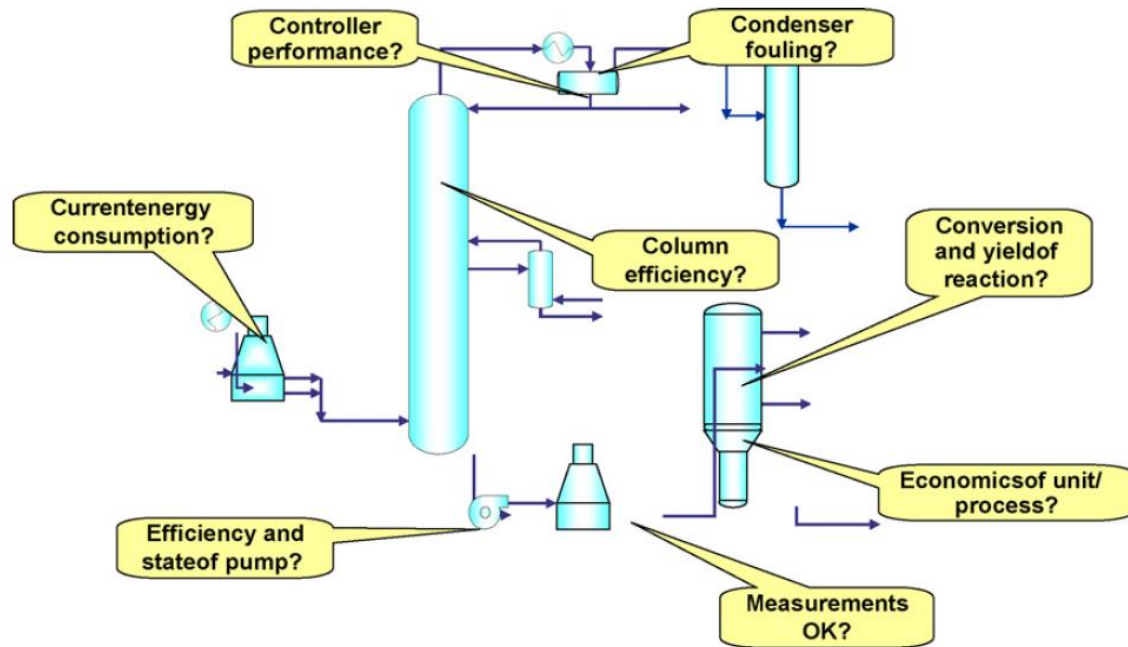 Controller
performance?
Condenser
fouling?
Currentenergy
consumption?
Column
efficiency?
Conversion
and yieldof
reaction?
Economicsof unit/
process?
Efficiency and
stateof pump?
Measurements
OK?